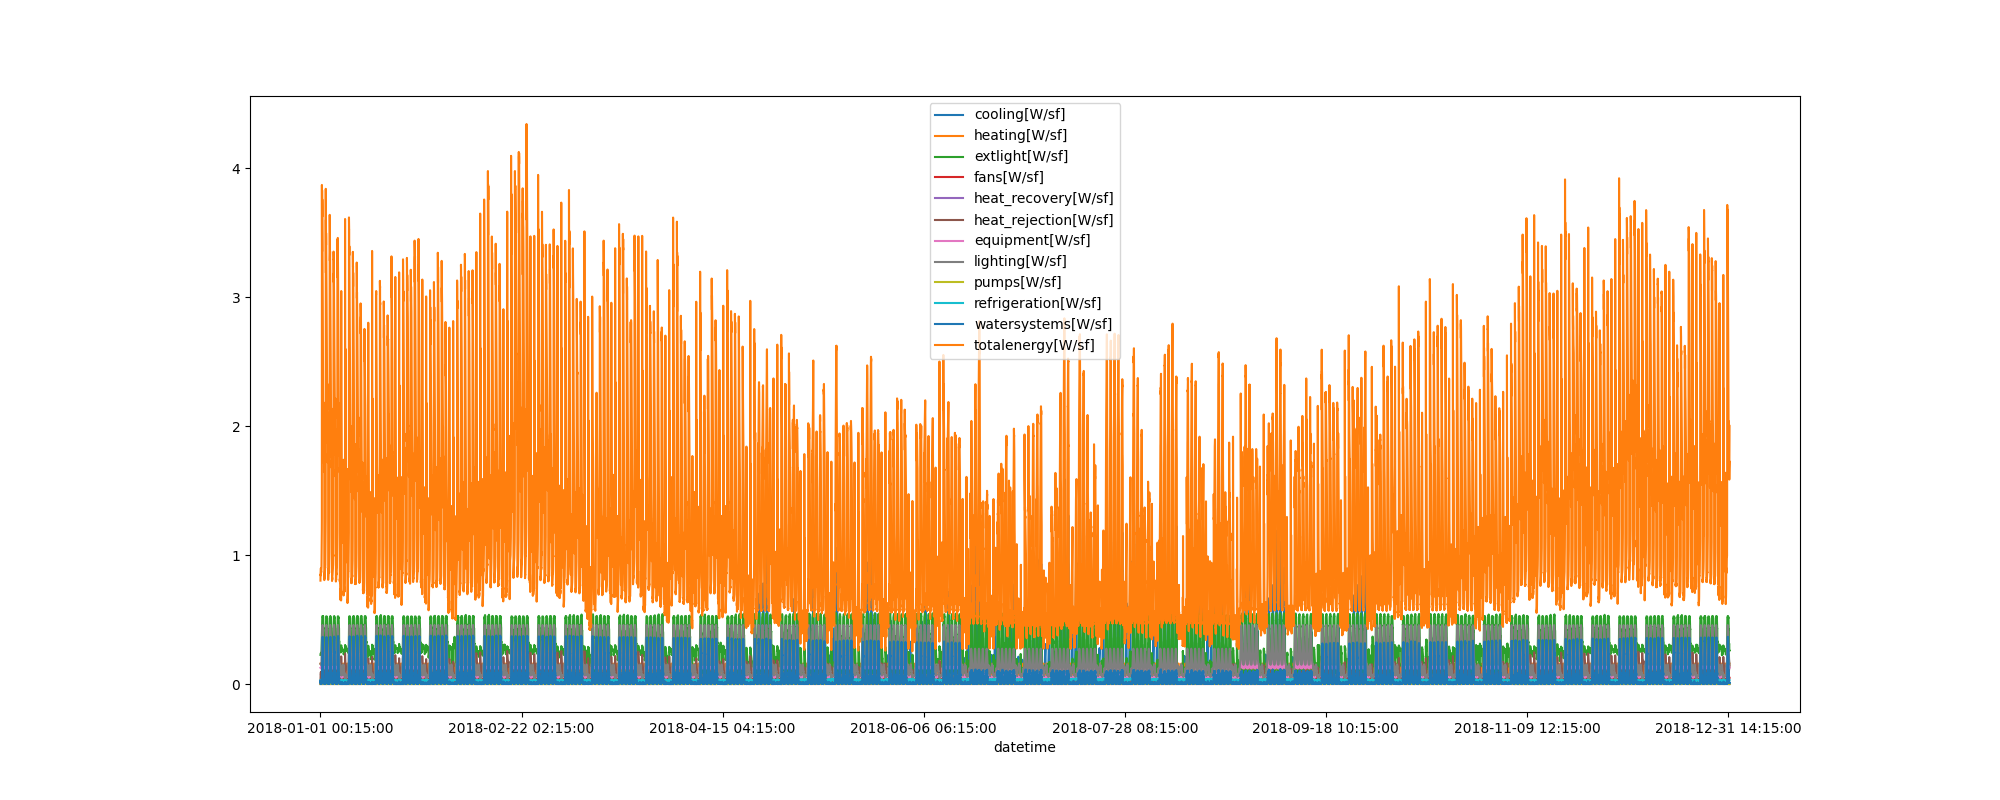 cooling[W/sf]
heating[W/sf]
extlight[W/sf]
fans[W/sf]
heat_recovery[W/sf]
heat_rejection[W/sf]
equipment[W/sf]
lighting[W/sf]
pumps[W/sf]
refrigeration[W/sf]
watersystems[W/sf]
totalenergy[W/sf]
4
3
2
1
0
2018-01-01 00:15:00 2018-02-22 02:15:00 2018-04-15 04:15:00 2018-06-06 06:15:00 2018-07-28 08:15:00 2018-09-18 10:15:00 2018-11-09 12:15:00 2018-12-31 14:15:00
datetime